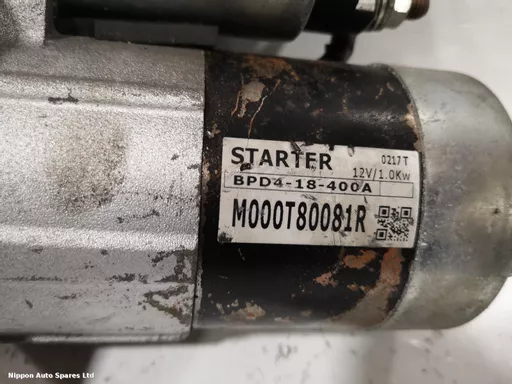 STARTER 0217T
12V/1.0Kw
BPD4-18-400A
M000T80081R
Nippon Auto Spares Ltd